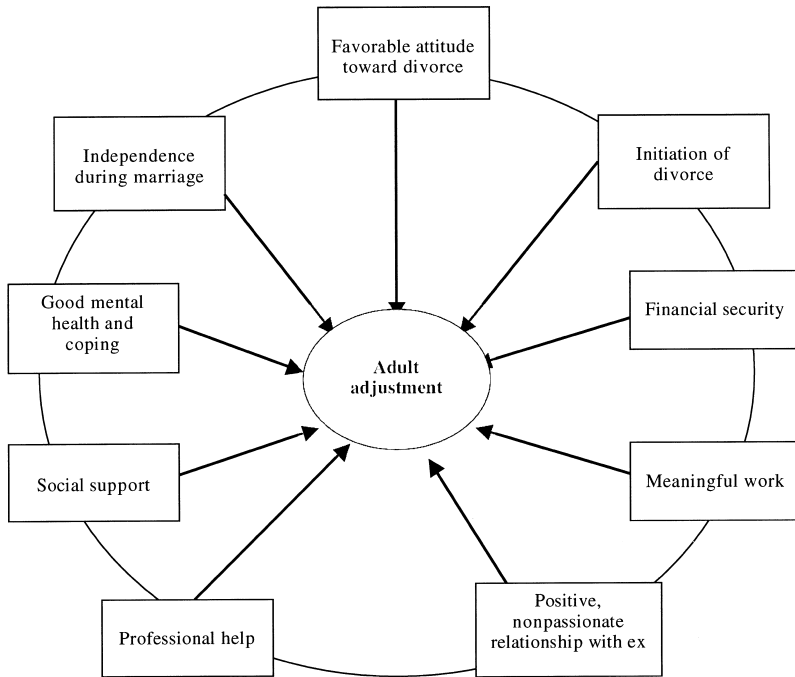 Favorable attitude
toward divorce
Independence
during marriage
Initiation of
divorce
Good mental
health and
coping
Financial security
Adult
adjustment
Social support
Meaningful work
Professional help
Positive,
nonpassionate
relationship with ex